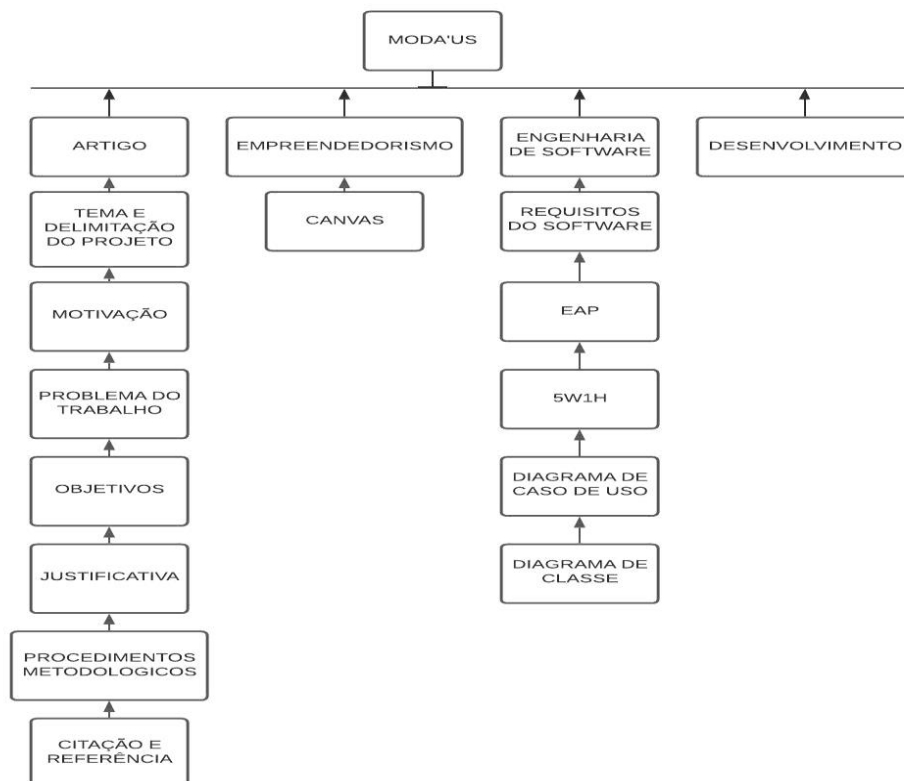 MODA'US
ARTIGO
EMPREENDEDORISMO
ENGENHARIA
DE SOFTWARE
DESENVOLVIMENTO
TEMA E
DELIMITAÇÃO
DO PROJETO
CANVAS
REQUISITOS
DO SOFTWARE
MOTIVAÇÃO
EAP
PROBLEMA DO
TRABALHO
5W1H
OBJETIVOS
DIAGRAMA DE
CASO DE USO
JUSTIFICATIVA
DIAGRAMA DE
CLASSE
PROCEDIMENTOS
METODOLOGICOS
CITAÇÃO E
REFERÊNCIA